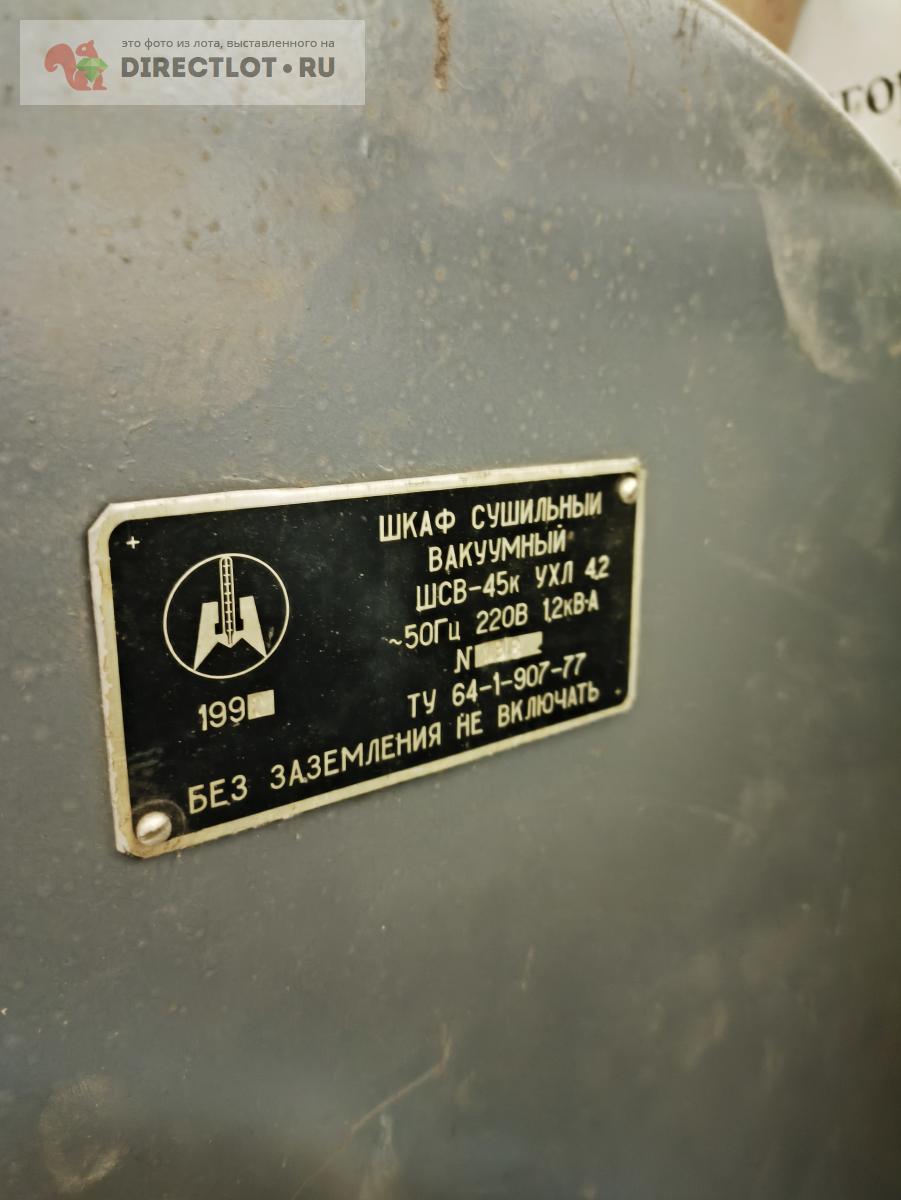 это фото из лота, выставленного на
DIRECTLOT•RU
ШКАФ СУШИЛЬНЫЙ
ВАКУУМНЫЙ
ШСВ-45к УХЛ 4.2
~50Гц 220В 1,2кВ·А
N
199
ТУ 64-1-907-77
БЕЗ ЗАЗЕМЛЕНИЯ НЕ ВКЛЮЧАТЬ